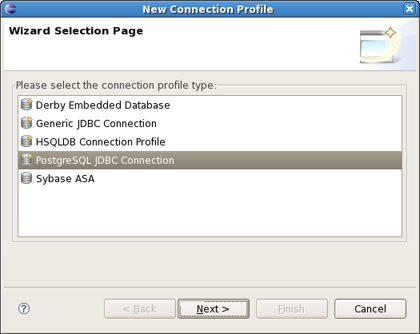 New Connection Profile
Wizard Selection Page
Please select the connection profile type:
Derby Embedded Database
Generic JDBC Connection
HSQLDB Connection Profile
PostgreSQL JDBC Connection
Sybase ASA
?
< Back
Next >
Finish
Cancel